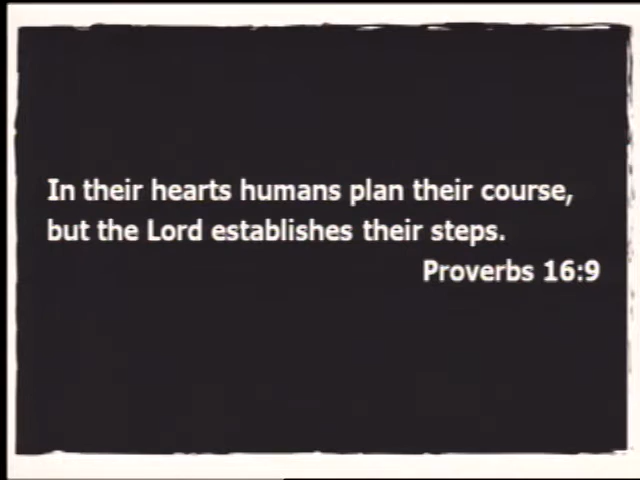 In their hearts humans plan their course,
but the Lord establishes their steps.
Proverbs 16:9